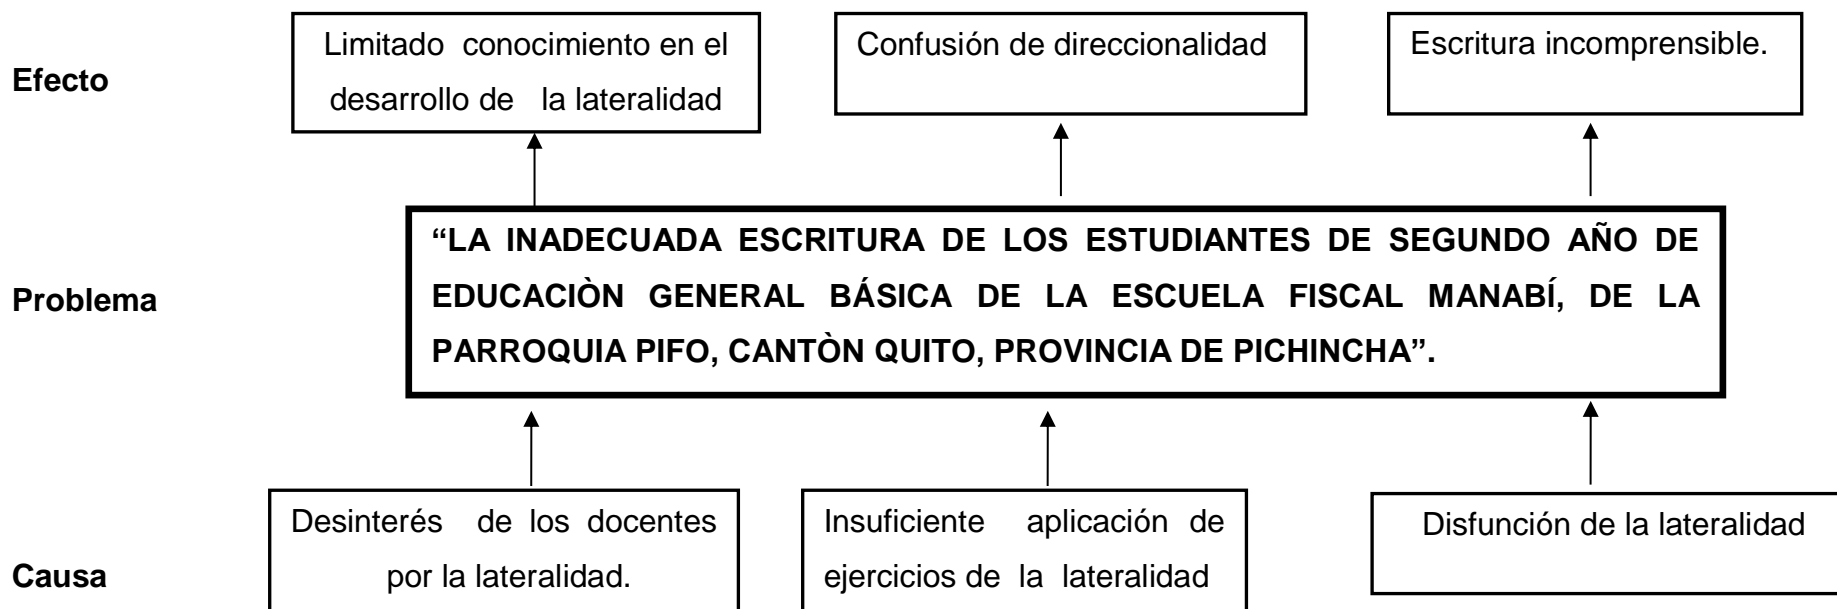 Efecto
Limitado conocimiento en el
desarrollo de la lateralidad
Confusión de direccionalidad
Escritura incomprensible.
Problema
“LA INADECUADA ESCRITURA DE LOS ESTUDIANTES DE SEGUNDO AÑO DE
EDUCACIÒN GENERAL BÁSICA DE LA ESCUELA FISCAL MANABÍ, DE LA
PARROQUIA PIFO, CANTÒN QUITO, PROVINCIA DE PICHINCHA”.
Causa
Desinterés de los docentes
por la lateralidad.
Insuficiente aplicación de
ejercicios de la lateralidad
Disfunción de la lateralidad